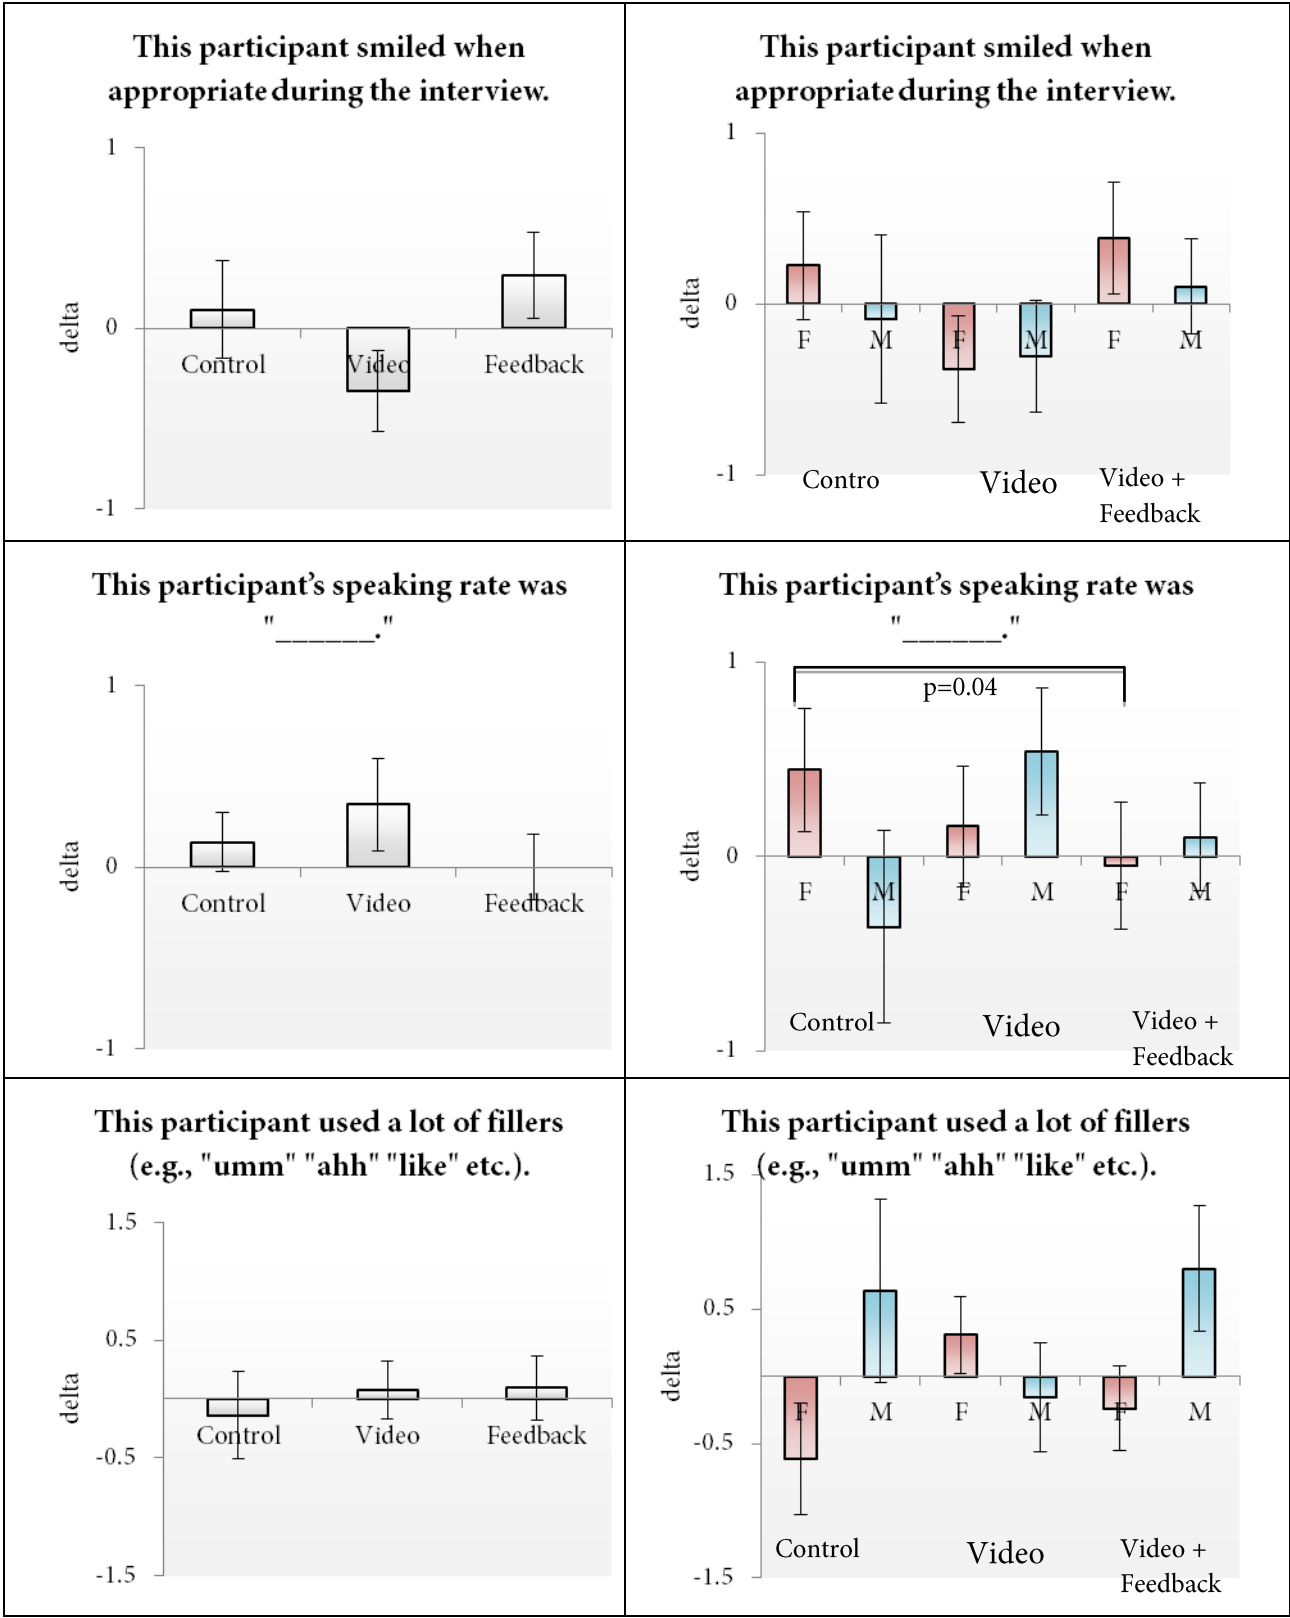 This participant smiled when
appropriate during the interview.
1
0
-1
delta
Control
Video
Feedback
This participant smiled when
appropriate during the interview.
1
0
-1
delta
F
M
F
M
F
M
Contro
Video
Video +
Feedback
This participant's speaking rate was
"______."
1
0
-1
delta
Control
Video
Feedback
This participant's speaking rate was
"______."
1
0
-1
delta
p=0.04
F
M
F
M
F
M
Control
Video
Video +
Feedback
This participant used a lot of fillers
(e.g., "umm" "ahh" "like" etc.).
1.5
0.5
-0.5
-1.5
delta
Control
Video
Feedback
This participant used a lot of fillers
(e.g., "umm" "ahh" "like" etc.).
1.5
0.5
-0.5
-1.5
delta
F
M
F
M
F
M
Control
Video
Video +
Feedback